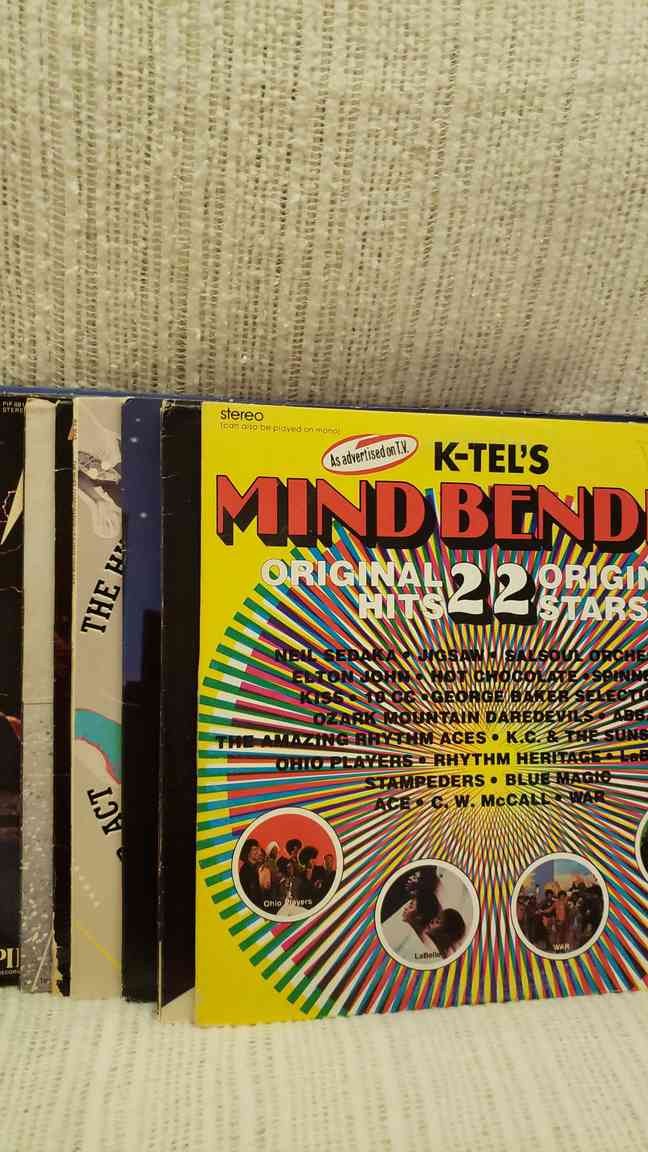 stereo
(can also be played on mono)
As advertised on T.V.
K-TEL'S
MIND BEND
ORIGINAL 22 ORIGIN
HITS STARS
NEIL SEDAKA • JIGSAW • SALSOUL ORCHE
ELTON JOHN • HOT CHOCOLATE • SPINN
KISS • 10 CC • GEORGE BAKER SELECTIO
OZARK MOUNTAIN DAREDEVILS • ABB
THE AMAZING RHYTHM ACES • K.C. & THE SUNS
OHIO PLAYERS • RHYTHM HERITAGE • LaB
STAMPEDERS • BLUE MAGIC
ACE • C. W. McCALL • WAR
Ohio Players
LaBelle
WAR
THE
ACT
STERE